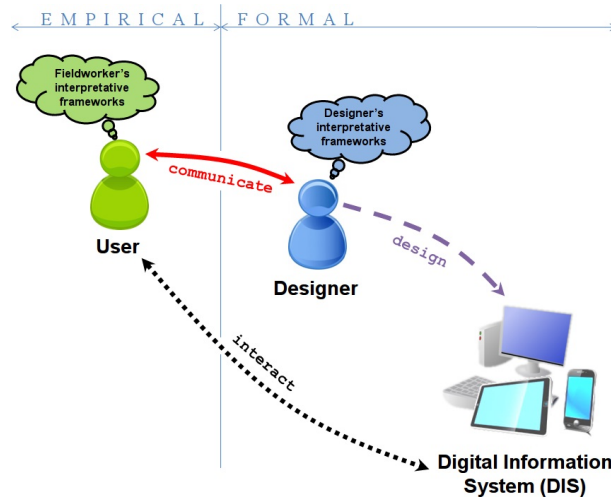 EMPIRICAL
FORMAL
Fieldworker's
interpretative
frameworks
Designer's
interpretative
frameworks
communicate
User
design
Designer
interact
Digital Information
System (DIS)